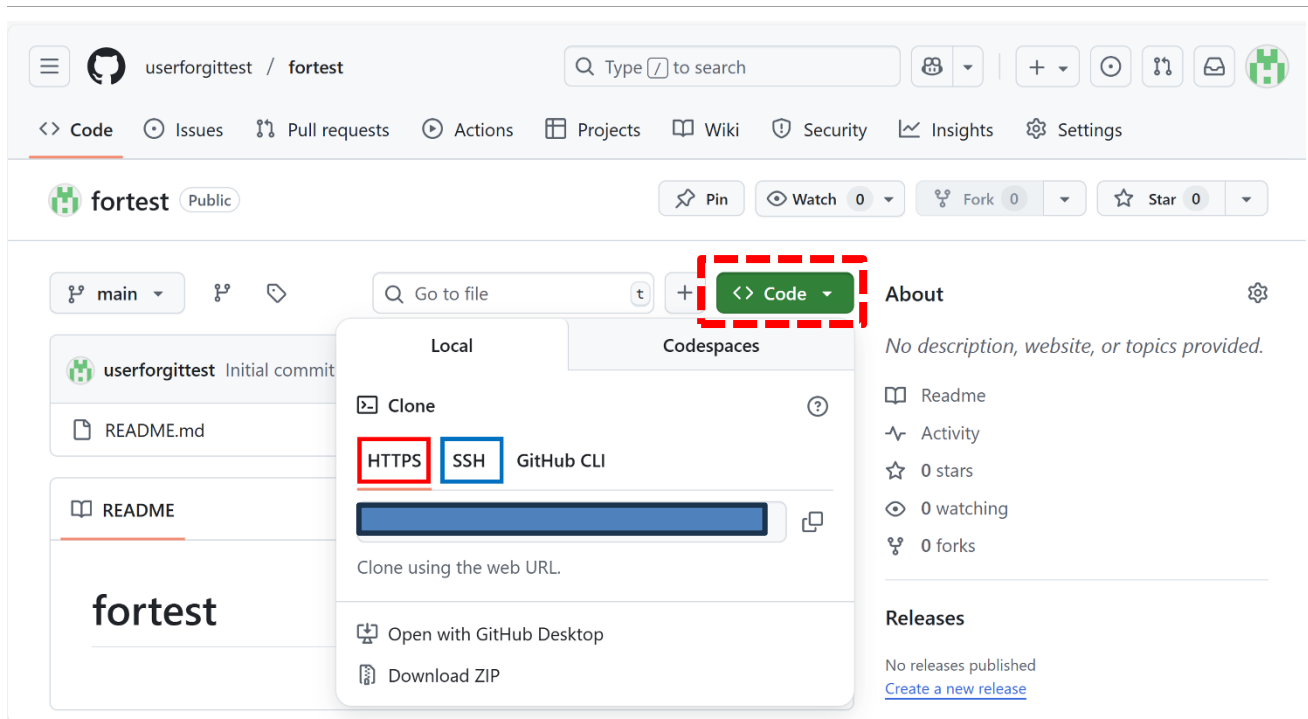 userforgittest / fortest
Type / to search
Code Issues Pull requests Actions Projects Wiki Security Insights Settings
fortest Public
Pin Watch 0 Fork 0 Star 0
main
Go to file t
+
<> Code
Local Codespaces
userforgittest Initial commit
README.md
README
fortest
Clone
HTTPS SSH GitHub CLI
Clone using the web URL.
Open with GitHub Desktop
Download ZIP
About
No description, website, or topics provided.
Readme
Activity
0 stars
0 watching
0 forks
Releases
No releases published
Create a new release